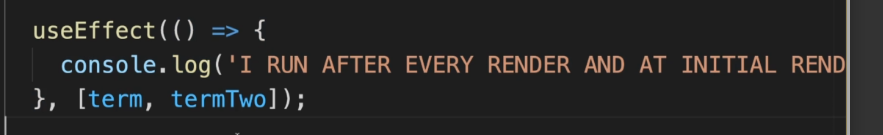 useEffect(() => {
console.log('I RUN AFTER EVERY RENDER AND AT INITIAL REND
}, [term, termTwo]);